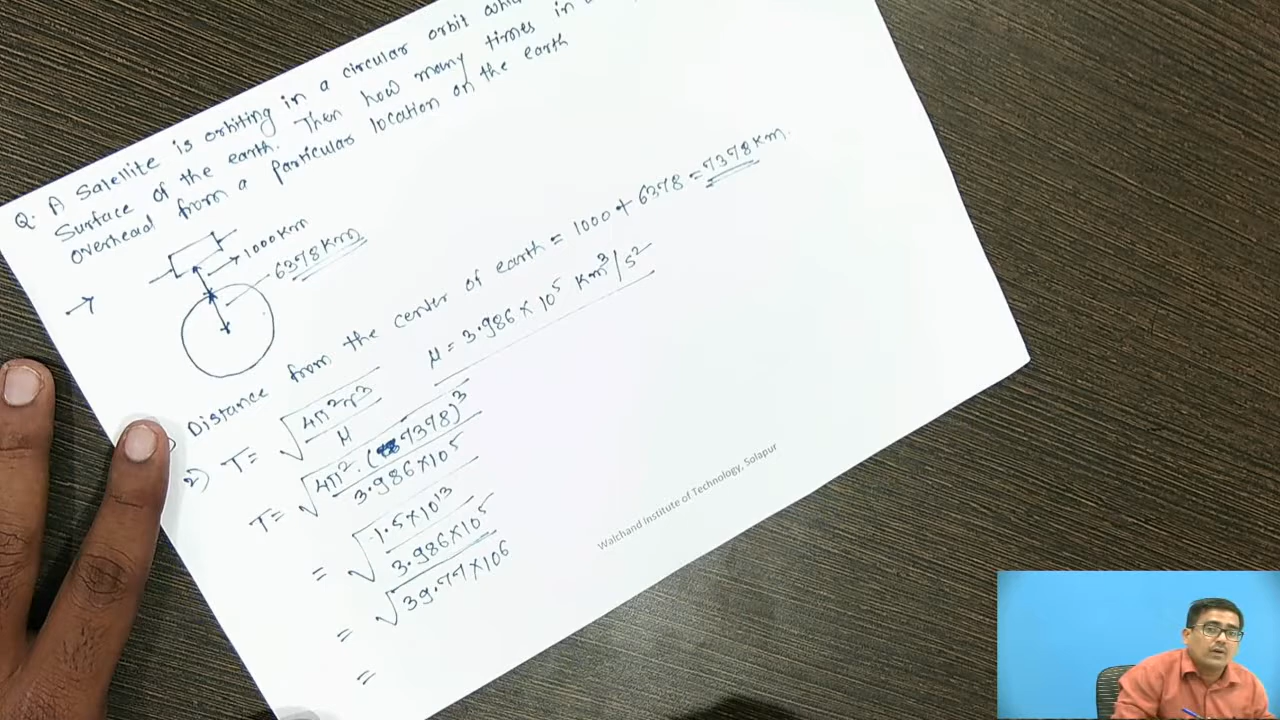 Q. A Satellite is orbiting in a circular orbit
Surface of the earth. Then how many times in
overhead from a particular location on the earth
1000 Km
6378 Km
Distance from the center of earth = 1000 + 6378 = 7378 Km.
2) T = √(4π²r³/μ) μ = 3.986 × 10⁵ Km³/s²
T = √(4π².(7378)³/3.986×10⁵)
= √(1.5×10¹³/3.986×10⁵)
= √39.77×10⁶
=
Walchand Institute of Technology, Solapur